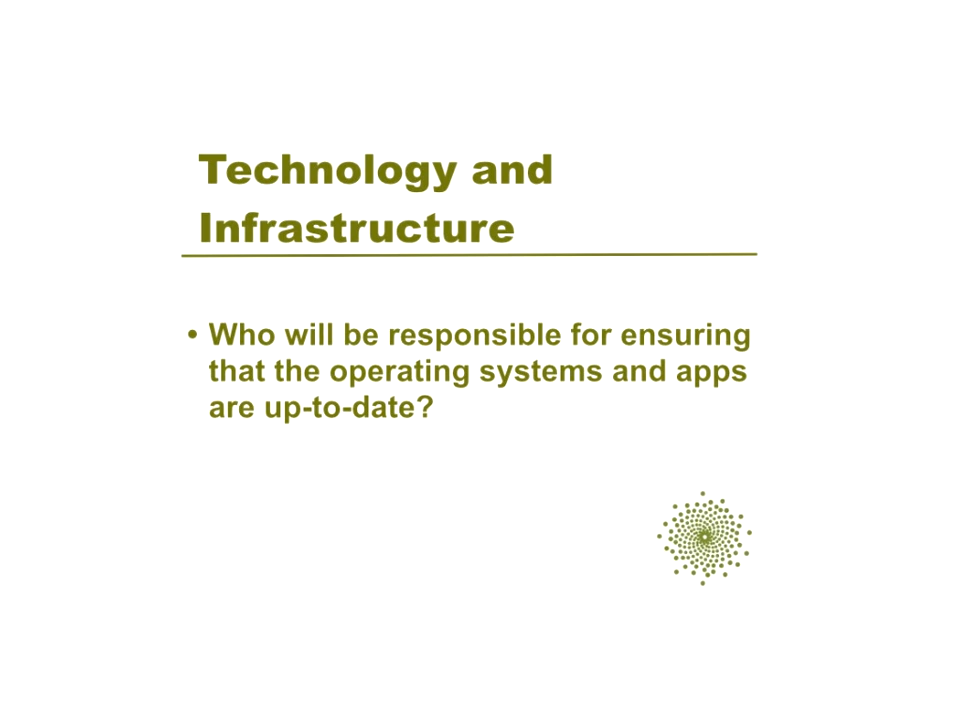 Technology and
Infrastructure
• Who will be responsible for ensuring
that the operating systems and apps
are up-to-date?